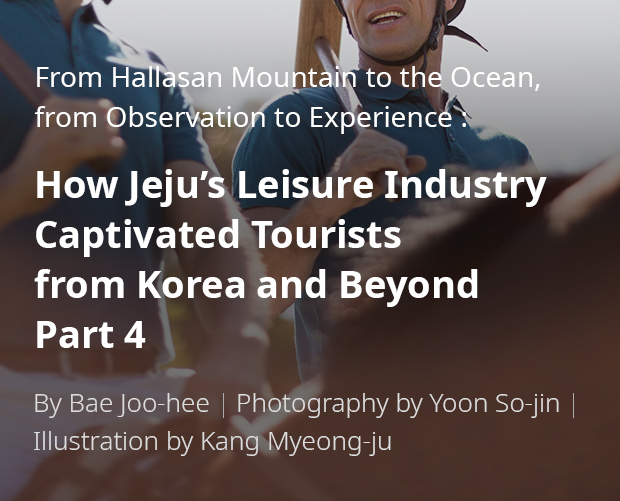 From Hallasan Mountain to the Ocean,
from Observation to Experience :
How Jeju’s Leisure Industry
Captivated Tourists
from Korea and Beyond
Part 4
By Bae Joo-hee | Photography by Yoon So-jin |
Illustration by Kang Myeong-ju